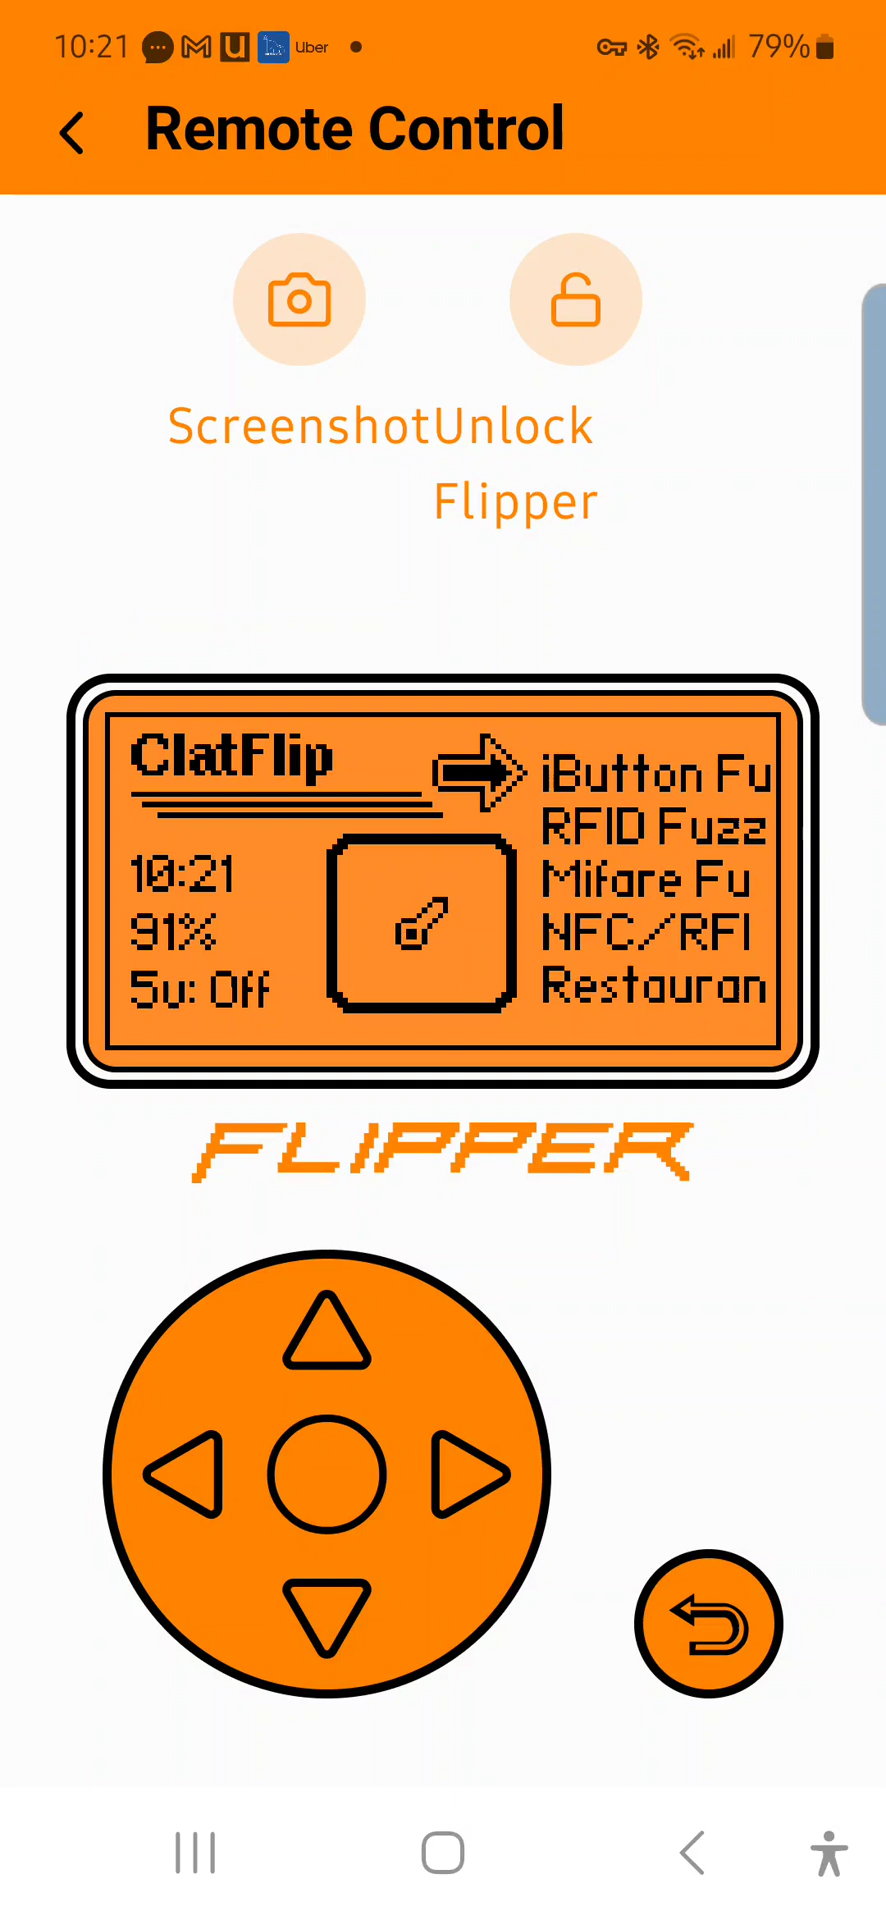 10:21 Uber 79%
Remote Control
Screenshot Unlock
Flipper
ClatFlip
10:21
91%
5v: Off
iButton Fu
RFID Fuzz
Mifare Fu
NFC/RFI
Restauran
FLIPPER